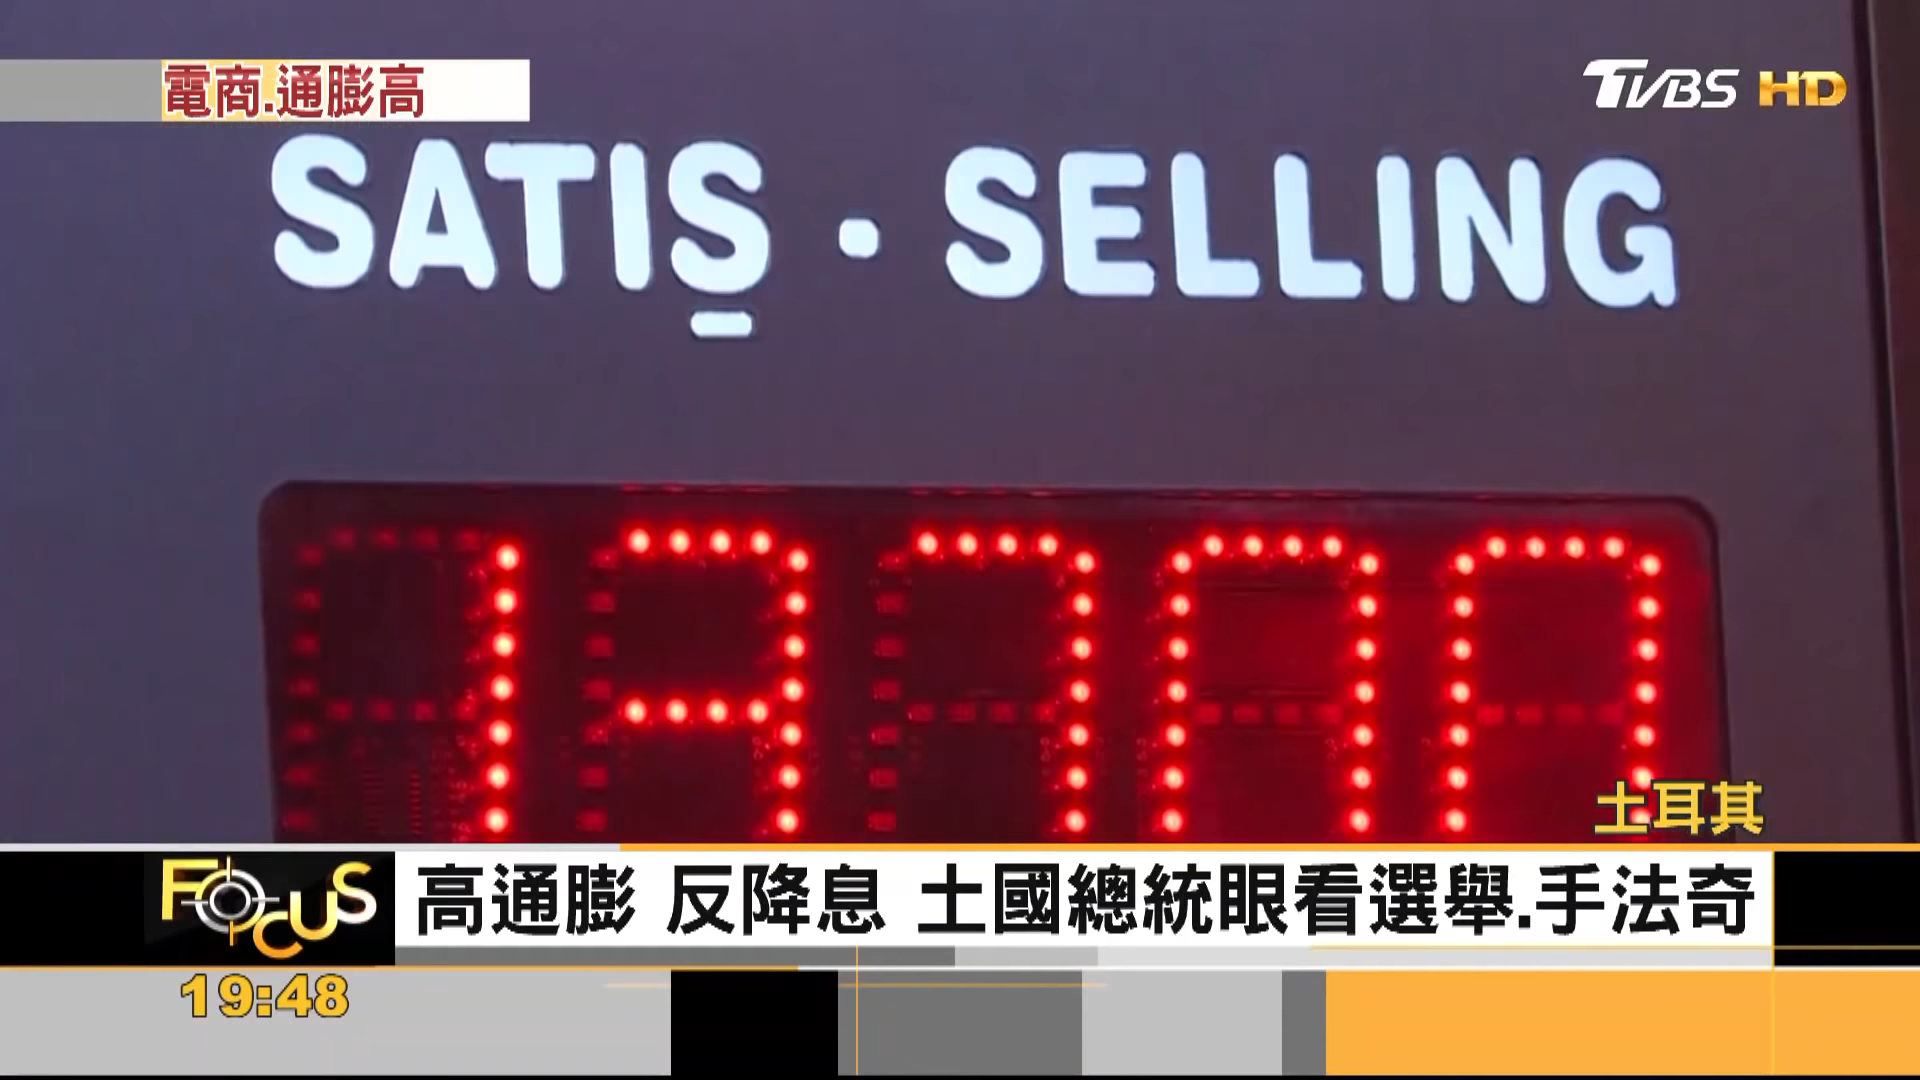 電商.通膨高
TVBS HD
SATIŞ · SELLING
土耳其
FOCUS
高通膨 反降息 土國總統眼看選舉.手法奇
19:48